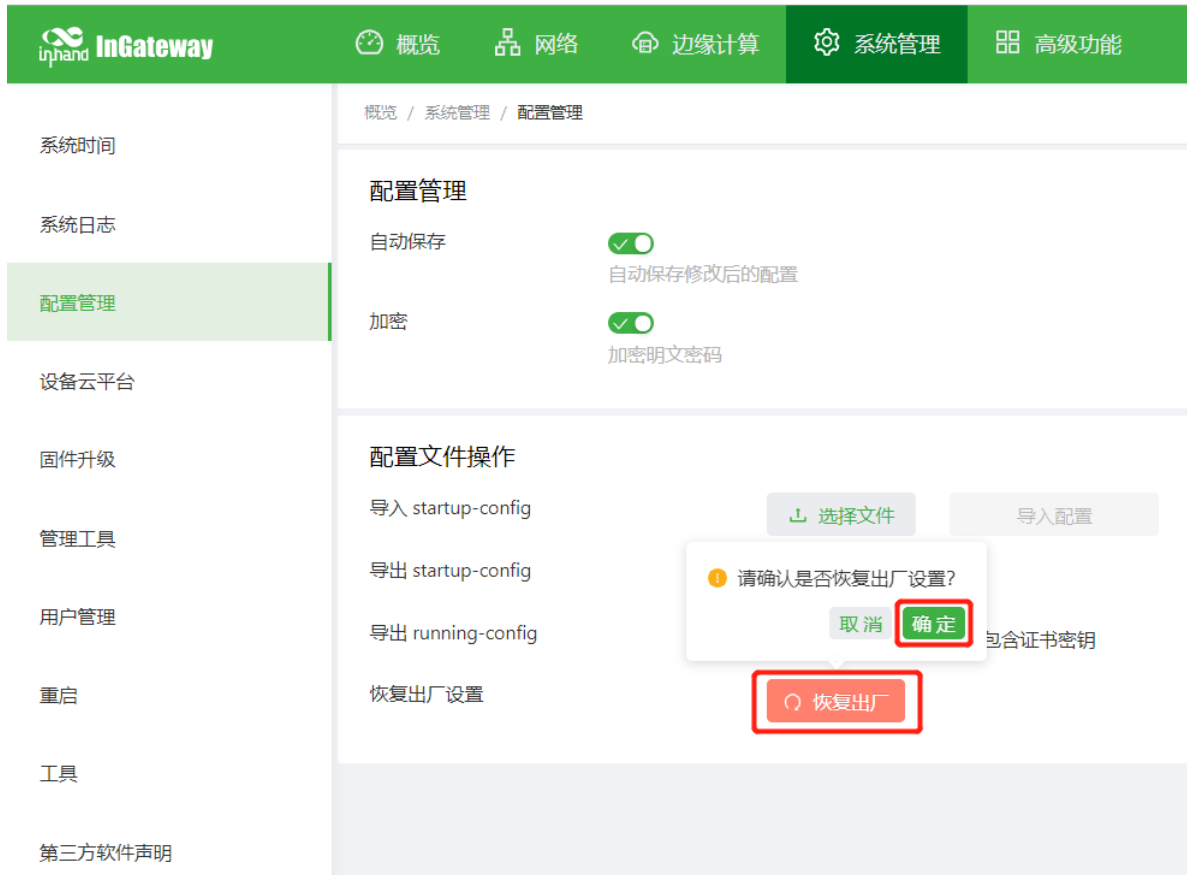 inhand InGateway
概览 网络 边缘计算 系统管理 高级功能
概览 / 系统管理 / 配置管理
系统时间
系统日志
配置管理
设备云平台
固件升级
管理工具
用户管理
重启
工具
第三方软件声明
配置管理
自动保存
自动保存修改后的配置
加密
加密明文密码
配置文件操作
导入 startup-config 选择文件 导入配置
导出 startup-config
请确认是否恢复出厂设置?
取消 确定
导出 running-config 包含证书密钥
恢复出厂设置 恢复出厂